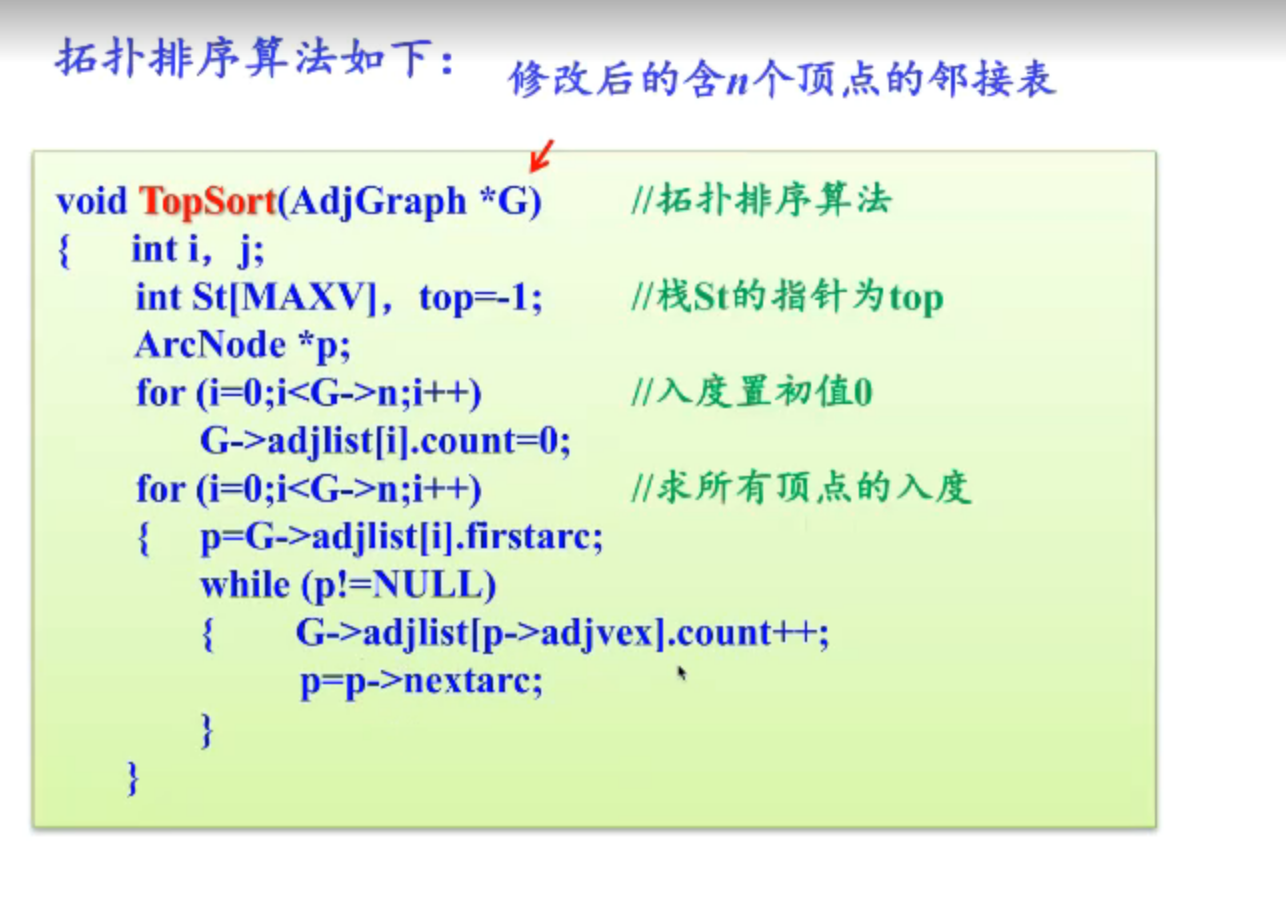 拓扑排序算法如下：
修改后的含n个顶点的邻接表
void TopSort(AdjGraph *G) //拓扑排序算法
{ int i，j;
int St[MAXV]，top=-1; //栈St的指针为top
ArcNode *p;
for (i=0;i<G->n;i++) //入度置初值0
G->adjlist[i].count=0;
for (i=0;i<G->n;i++) //求所有顶点的入度
{ p=G->adjlist[i].firstarc;
while (p!=NULL)
{ G->adjlist[p->adjvex].count++;
p=p->nextarc;
}
}